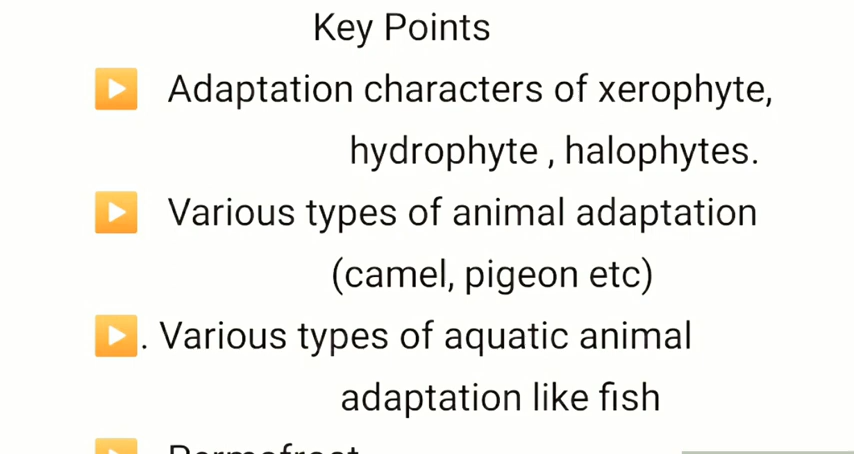 Key Points
▶️ Adaptation characters of xerophyte,
hydrophyte , halophytes.
▶️ Various types of animal adaptation
(camel, pigeon etc)
▶️. Various types of aquatic animal
adaptation like fish
▶️ Permafrost